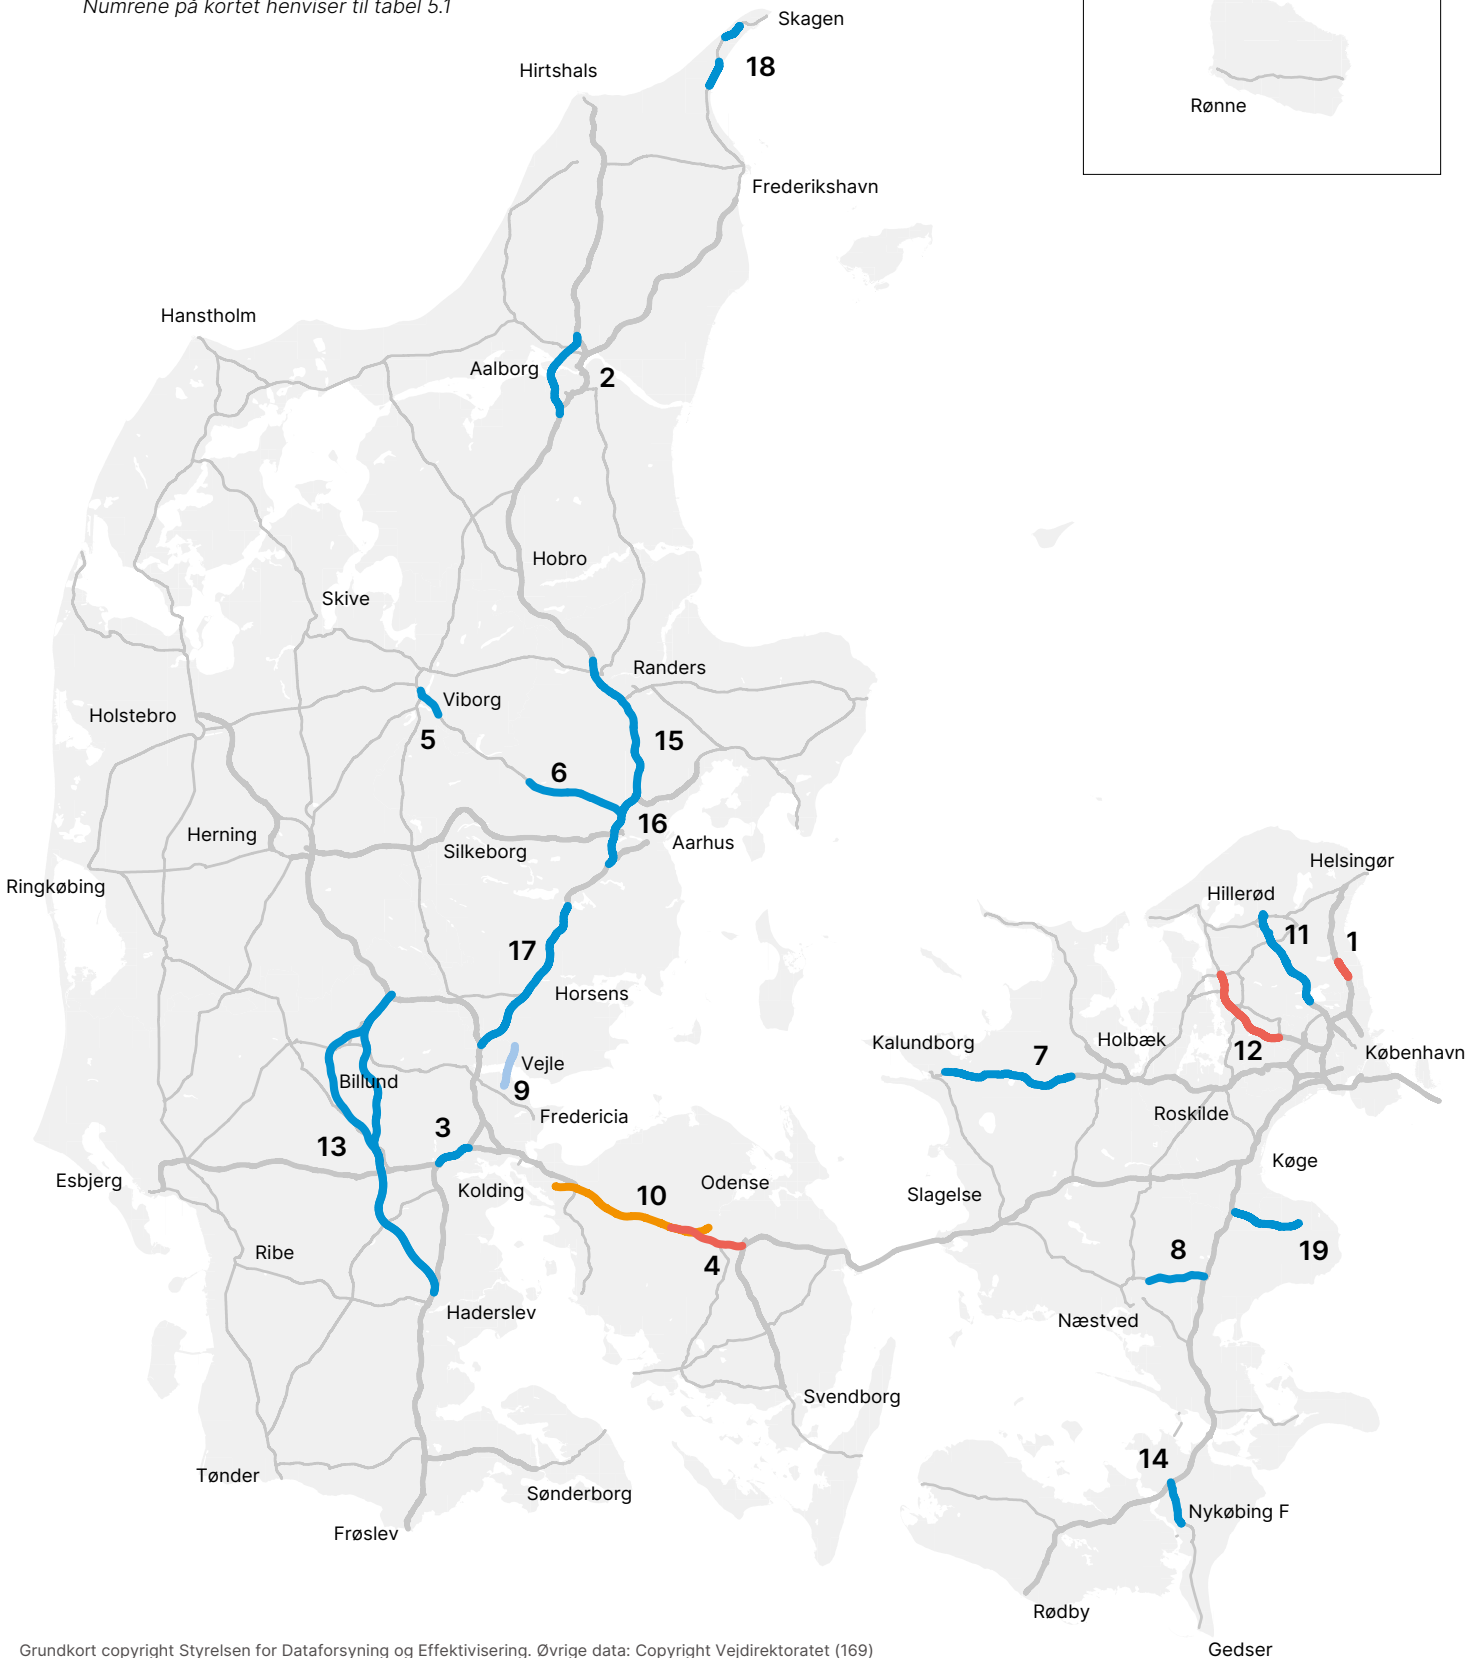 Numrene på kortet henviser til tabel 5.1
Skagen
18
Hirtshals
Rønne
Frederikshavn
Hanstholm
Aalborg
2
Hobro
Skive
Randers
Viborg
Holstebro
5
15
6
16
Herning
Aarhus
Silkeborg
Helsingør
Ringkøbing
Hillerød
11
1
17
Horsens
Kalundborg
Holbæk
7
12
København
Vejle
Billund
9
Fredericia
Roskilde
3
13
Køge
Esbjerg
Kolding
Odense
10
Slagelse
Ribe
4
8
19
Haderslev
Næstved
Svendborg
14
Tønder
Sønderborg
Nykøbing F
Frøslev
Rødby
Gedser
Grundkort copyright Styrelsen for Dataforsyning og Effektivisering. Øvrige data: Copyright Vejdirektoratet (169)